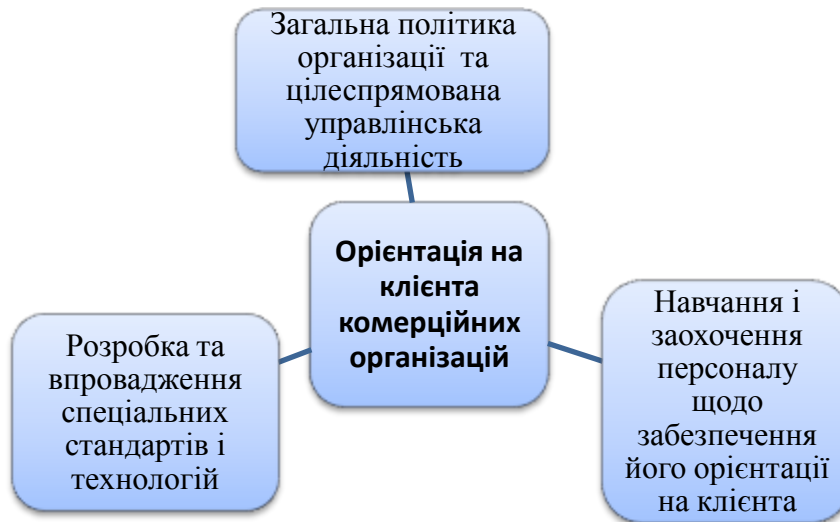 Загальна політика
організації та
цілеспрямована
управлінська
діяльність
Орієнтація на
клієнта
комерційних
організацій
Розробка та
впровадження
спеціальних
стандартів і
технологій
Навчання і
заохочення
персоналу
щодо
забезпечення
його орієнтації
на клієнта